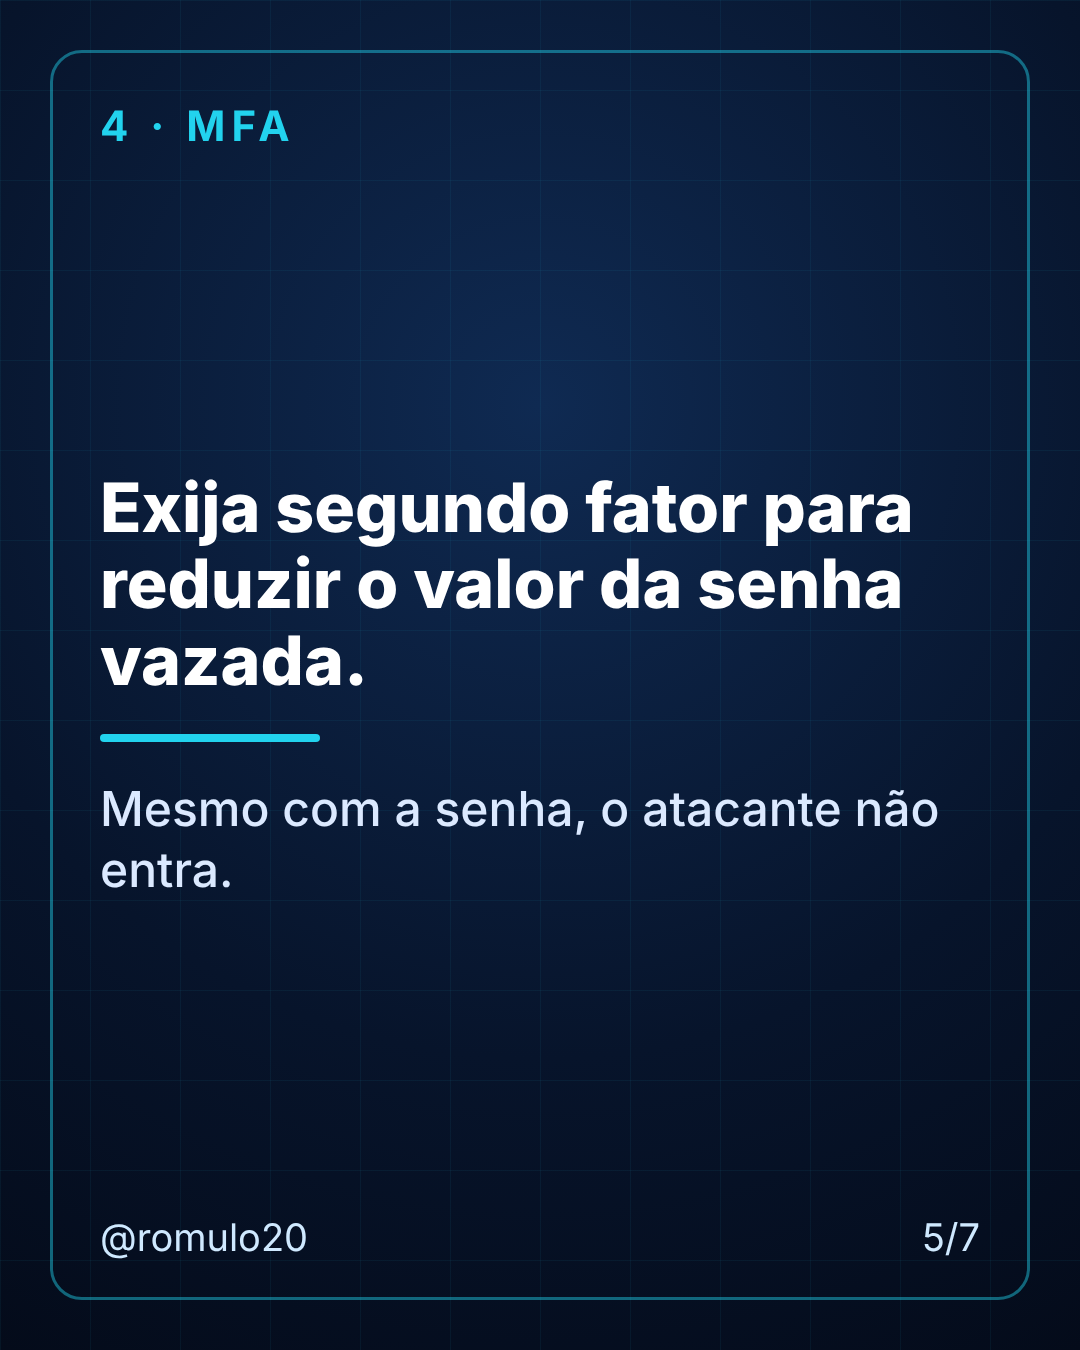 4 · MFA
Exija segundo fator para
reduzir o valor da senha
vazada.
Mesmo com a senha, o atacante não
entra.
@romulo20
5/7